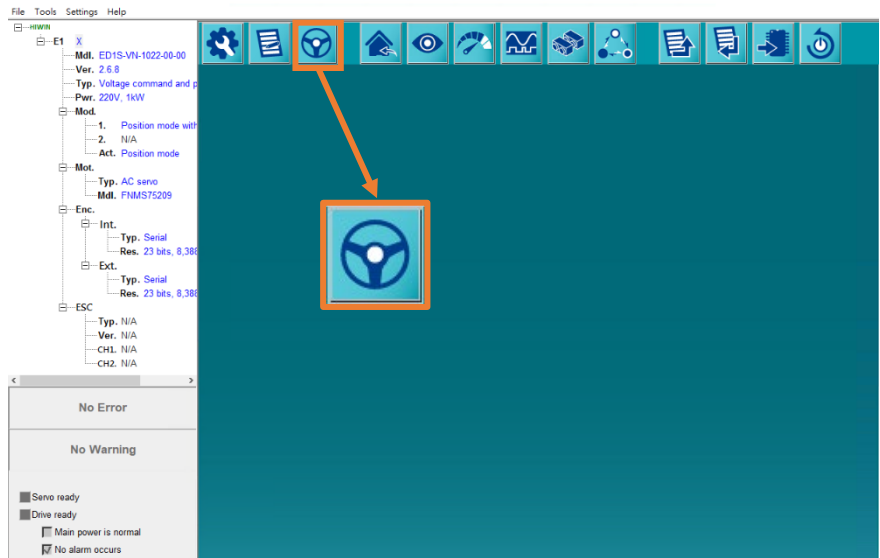 File Tools Settings Help
HIWIN
E1 X
Mdl. ED1S-VN-1022-00-00
Ver. 2.6.8
Typ. Voltage command and p
Pwr. 220V, 1kW
Mod.
1. Position mode with
2. N/A
Act. Position mode
Mot.
Typ. AC servo
Mdl. FNMS75209
Enc.
Int.
Typ. Serial
Res. 23 bits, 8,388
Ext.
Typ. Serial
Res. 23 bits, 8,388
ESC
Typ. N/A
Ver. N/A
CH1. N/A
CH2. N/A
No Error
No Warning
Servo ready
Drive ready
Main power is normal
No alarm occurs